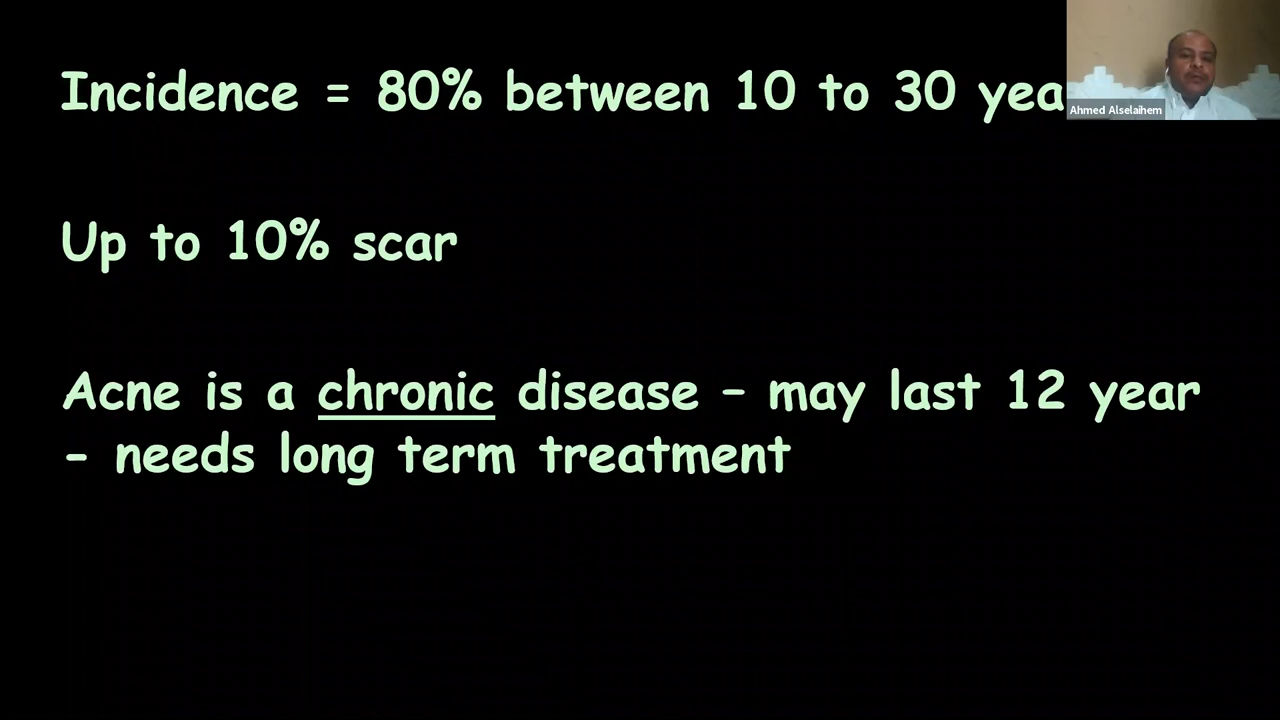 Incidence = 80% between 10 to 30 yea
Ahmed Alselaihem
Up to 10% scar
Acne is a chronic disease – may last 12 year
- needs long term treatment